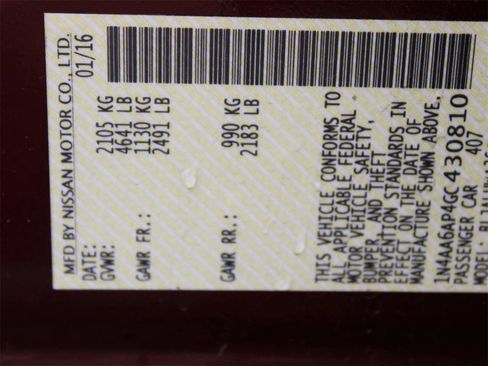 MFD BY NISSAN MOTOR CO., LTD.
DATE: 01/16
GVWR: 2105 KG
4641 LB
GAWR FR.: 1130 KG
2491 LB
GAWR RR.: 990 KG
2183 LB
THIS VEHICLE CONFORMS TO
ALL APPLICABLE FEDERAL
MOTOR VEHICLE SAFETY,
BUMPER, AND THEFT
PREVENTION STANDARDS IN
EFFECT ON THE DATE OF
MANUFACTURE SHOWN ABOVE.
1N4AA6AP4GC430810
PASSENGER CAR 407